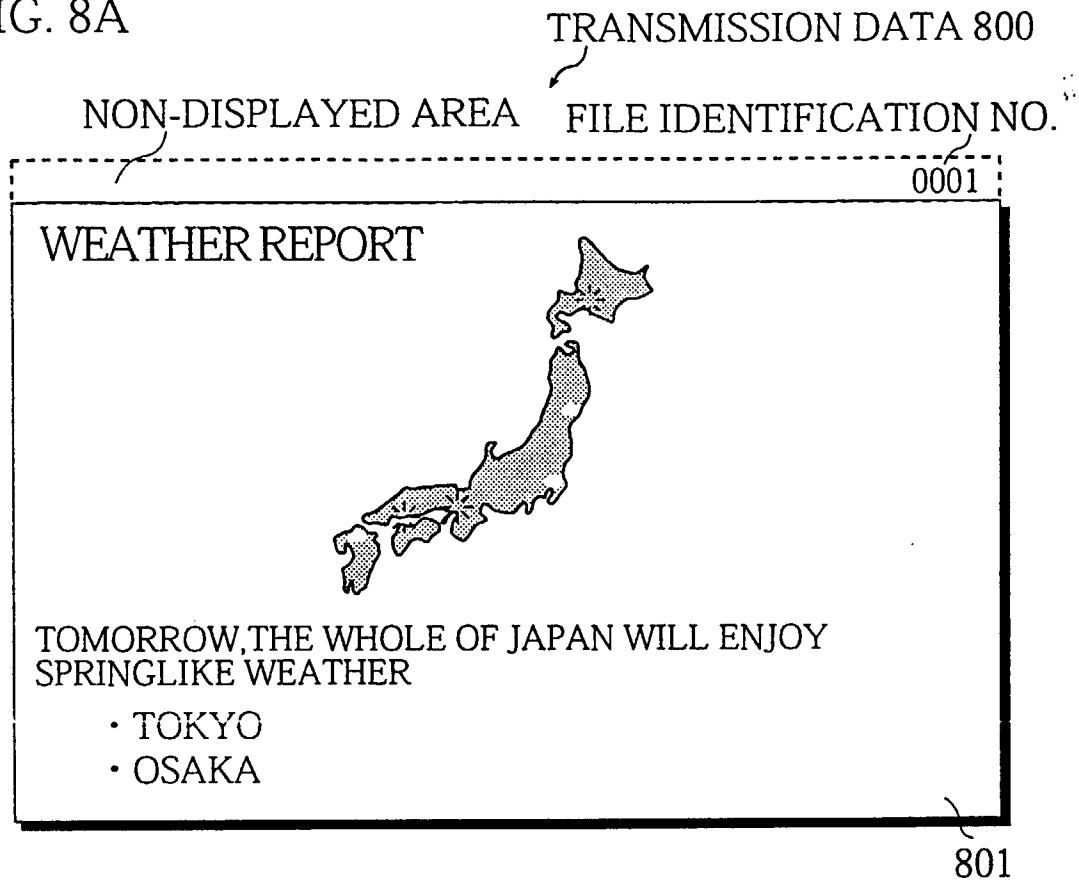 IG. 8A
TRANSMISSION DATA 800
NON-DISPLAYED AREA
FILE IDENTIFICATION NO.
0001
WEATHER REPORT
TOMORROW,THE WHOLE OF JAPAN WILL ENJOY
SPRINGLIKE WEATHER
・TOKYO
・OSAKA
801